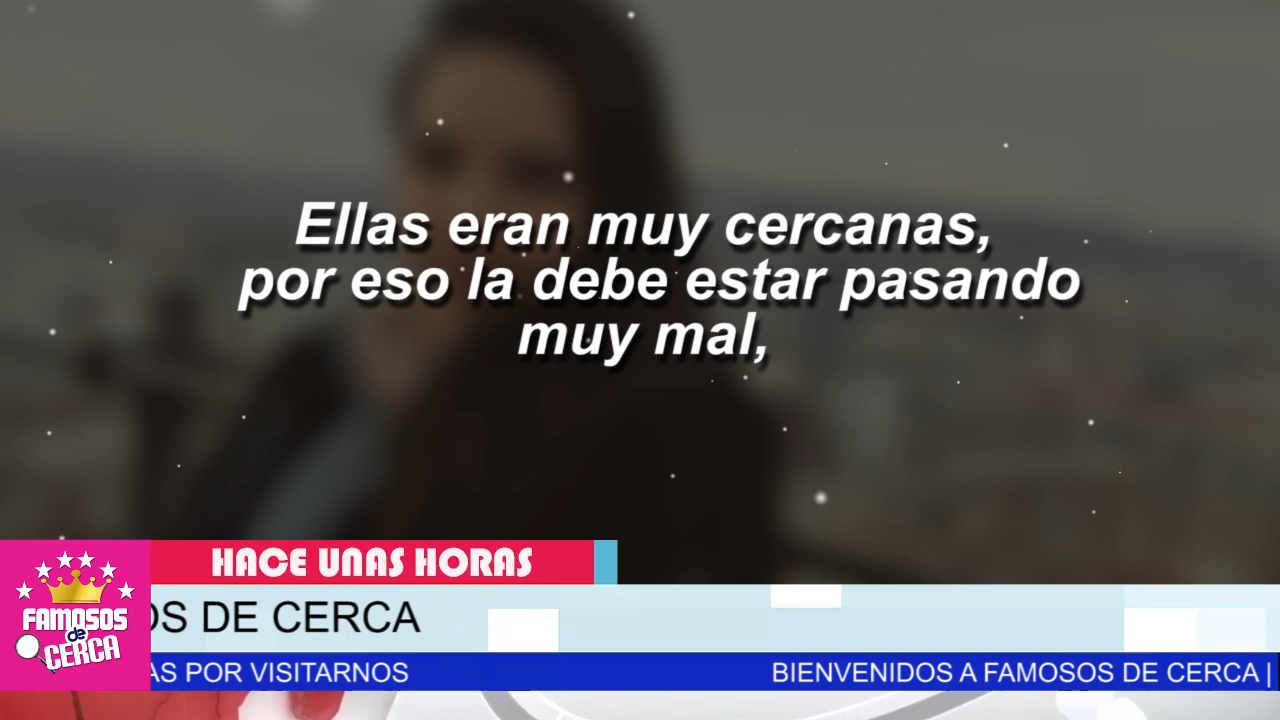 Ellas eran muy cercanas,
por eso la debe estar pasando
muy mal,
HACE UNAS HORAS
FAMOSOS
de
CERCA
OS DE CERCA
AS POR VISITARNOS
BIENVENIDOS A FAMOSOS DE CERCA |